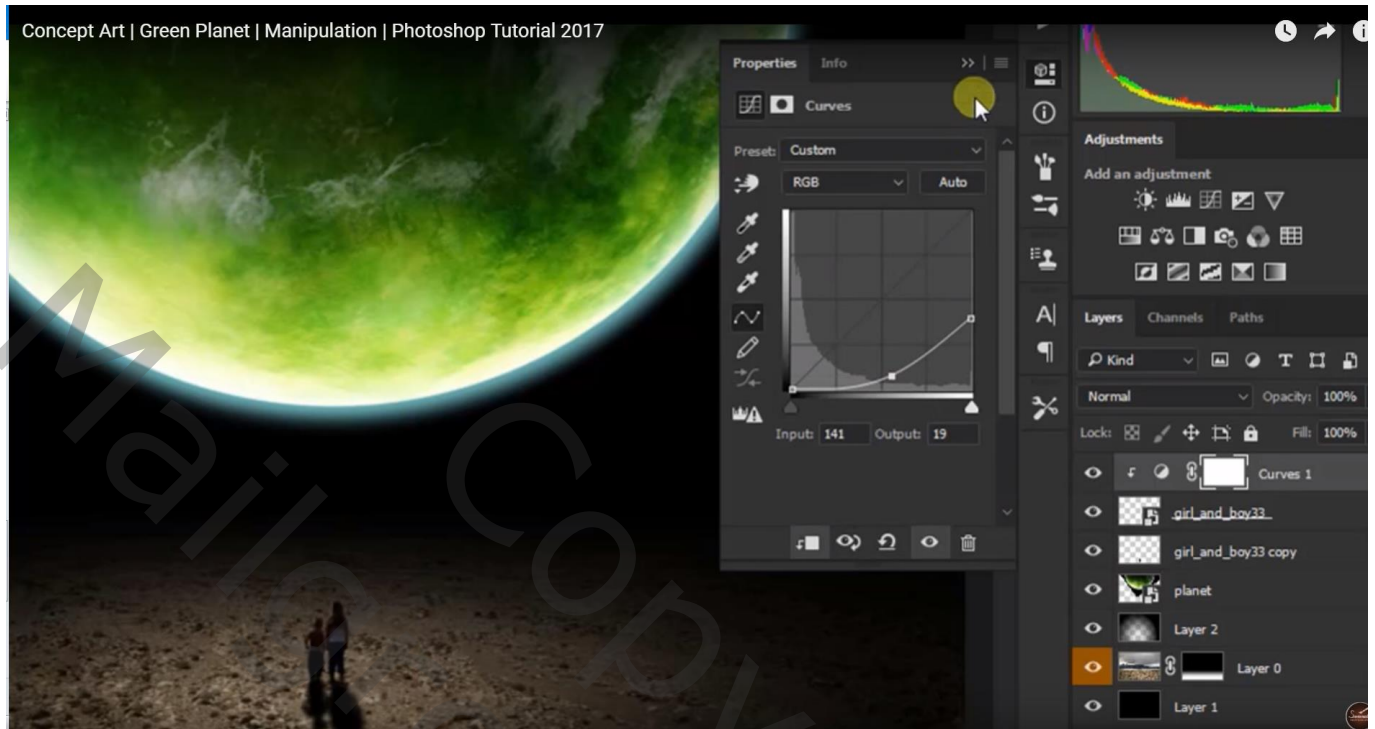 Concept Art | Green Planet | Manipulation | Photoshop Tutorial 2017
Properties Info
Curves
Preset: Custom
RGB Auto
Input: 141 Output: 19
Adjustments
Add an adjustment
Layers Channels Paths
Kind
Normal Opacity: 100%
Lock: Fill: 100%
Curves 1
girl_and_boy33
girl_and_boy33 copy
planet
Layer 2
Layer 0
Layer 1
Copy